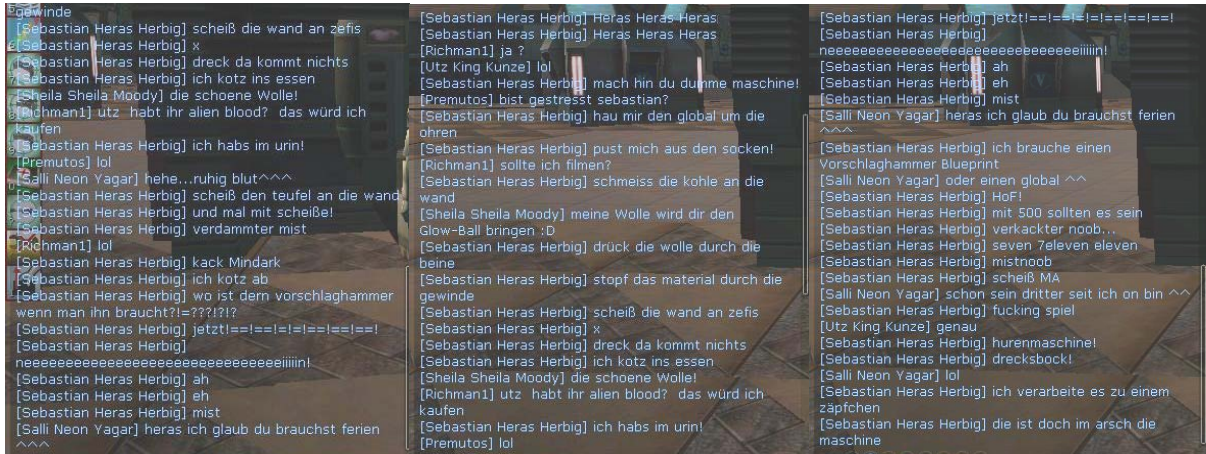 gewinde
[Sebastian Heras Herbig] scheiß die wand an zefis
[Sebastian Heras Herbig] x
[Sebastian Heras Herbig] dreck da kommt nichts
[Sebastian Heras Herbig] ich kotz ins essen
[Sheila Sheila Moody] die schoene Wolle!
[Richman1] utz  habt ihr alien blood?  das würd ich
kaufen
[Sebastian Heras Herbig] ich habs im urin!
[Premutos] lol
[Salli Neon Yagar] hehe...ruhig blut^^^
[Sebastian Heras Herbig] scheiß den teufel an die wand
[Sebastian Heras Herbig] und mal mit scheiße!
[Sebastian Heras Herbig] verdammter mist
[Richman1] lol
[Sebastian Heras Herbig] kack Mindark
[Sebastian Heras Herbig] ich kotz ab
[Sebastian Heras Herbig] wo ist dern vorschlaghammer
wenn man ihn braucht?!=???!?!?
[Sebastian Heras Herbig] jetzt!==!==!=!=!==!==!==!
[Sebastian Heras Herbig]
neeeeeeeeeeeeeeeeeeeeeeeeeeeeeeeiiiiin!
[Sebastian Heras Herbig] ah
[Sebastian Heras Herbig] eh
[Sebastian Heras Herbig] mist
[Salli Neon Yagar] heras ich glaub du brauchst ferien
^^^
[Sebastian Heras Herbig] Heras Heras Heras
[Sebastian Heras Herbig] Heras Heras Heras
[Richman1] ja ?
[Utz King Kunze] lol
[Sebastian Heras Herbig] mach hin du dumme maschine!
[Premutos] bist gestresst sebastian?
[Sebastian Heras Herbig] hau mir den global um die
ohren
[Sebastian Heras Herbig] pust mich aus den socken!
[Richman1] sollte ich filmen?
[Sebastian Heras Herbig] schmeiss die kohle an die
wand
[Sheila Sheila Moody] meine Wolle wird dir den
Glow-Ball bringen :D
[Sebastian Heras Herbig] drück die wolle durch die
beine
[Sebastian Heras Herbig] stopf das material durch die
gewinde
[Sebastian Heras Herbig] scheiß die wand an zefis
[Sebastian Heras Herbig] x
[Sebastian Heras Herbig] dreck da kommt nichts
[Sebastian Heras Herbig] ich kotz ins essen
[Sheila Sheila Moody] die schoene Wolle!
[Richman1] utz  habt ihr alien blood?  das würd ich
kaufen
[Sebastian Heras Herbig] ich habs im urin!
[Premutos] lol
[Sebastian Heras Herbig] jetzt!==!==!=!=!==!==!==!
[Sebastian Heras Herbig]
neeeeeeeeeeeeeeeeeeeeeeeeeeeeeeeiiiiin!
[Sebastian Heras Herbig] ah
[Sebastian Heras Herbig] eh
[Sebastian Heras Herbig] mist
[Salli Neon Yagar] heras ich glaub du brauchst ferien
^^^
[Sebastian Heras Herbig] ich brauche einen
Vorschlaghammer Blueprint
[Salli Neon Yagar] oder einen global ^^
[Sebastian Heras Herbig] HoF!
[Sebastian Heras Herbig] mit 500 sollten es sein
[Sebastian Heras Herbig] verkackter noob...
[Sebastian Heras Herbig] seven 7eleven eleven
[Sebastian Heras Herbig] mistnoob
[Sebastian Heras Herbig] scheiß MA
[Salli Neon Yagar] schon sein dritter seit ich on bin ^^
[Sebastian Heras Herbig] fucking spiel
[Utz King Kunze] genau
[Sebastian Heras Herbig] hurenmaschine!
[Sebastian Heras Herbig] drecksbock!
[Salli Neon Yagar] lol
[Sebastian Heras Herbig] ich verarbeite es zu einem
zäpfchen
[Sebastian Heras Herbig] die ist doch im arsch die
maschine